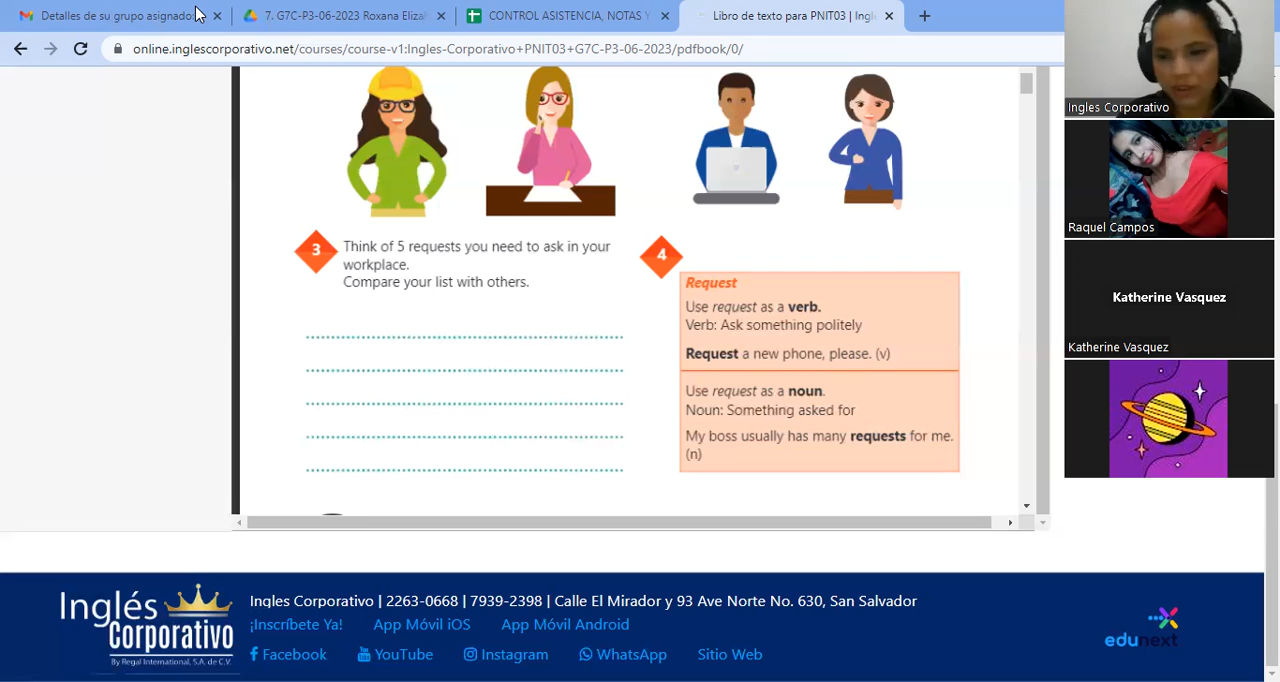 Detalles de su grupo asignado:
7. G7C-P3-06-2023 Roxana Eliza
CONTROL ASISTENCIA, NOTAS Y
Libro de texto para PNIT03 | Ingl
online.inglescorporativo.net/courses/course-v1:Ingles-Corporativo+PNIT03+G7C-P3-06-2023/pdfbook/0/
Ingles Corporativo
Raquel Campos
Katherine Vasquez
Katherine Vasquez
3
Think of 5 requests you need to ask in your
workplace.
Compare your list with others.
4
Request
Use request as a verb.
Verb: Ask something politely
Request a new phone, please. (v)
Use request as a noun.
Noun: Something asked for
My boss usually has many requests for me.
(n)
Inglés
Corporativo
By Regal International, S.A. de C.V.
Ingles Corporativo | 2263-0668 | 7939-2398 | Calle El Mirador y 93 Ave Norte No. 630, San Salvador
¡Inscríbete Ya! App Móvil iOS App Móvil Android
Facebook YouTube Instagram WhatsApp Sitio Web
edunext